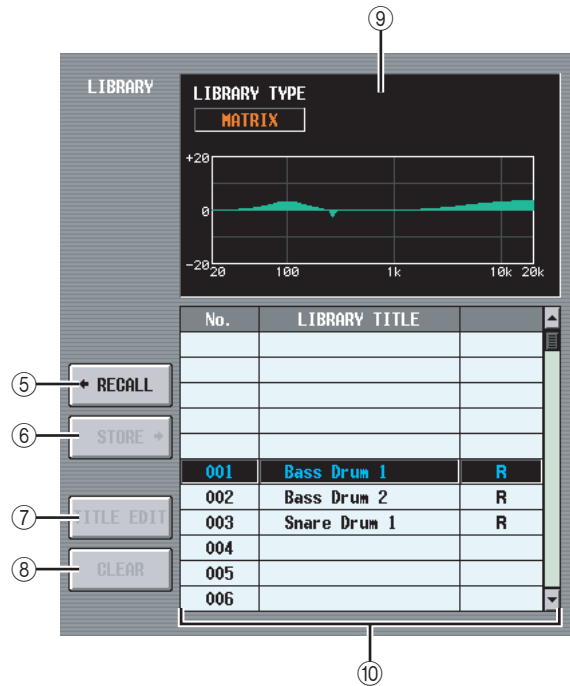 ⑨
LIBRARY
LIBRARY TYPE
MATRIX
+20
0
-20
20 100 1k 10k 20k
No. LIBRARY TITLE
⑤ ← RECALL
⑥ STORE →
001 Bass Drum 1 R
⑦ TITLE EDIT
002 Bass Drum 2 R
003 Snare Drum 1 R
004
⑧ CLEAR
005
006
⑩